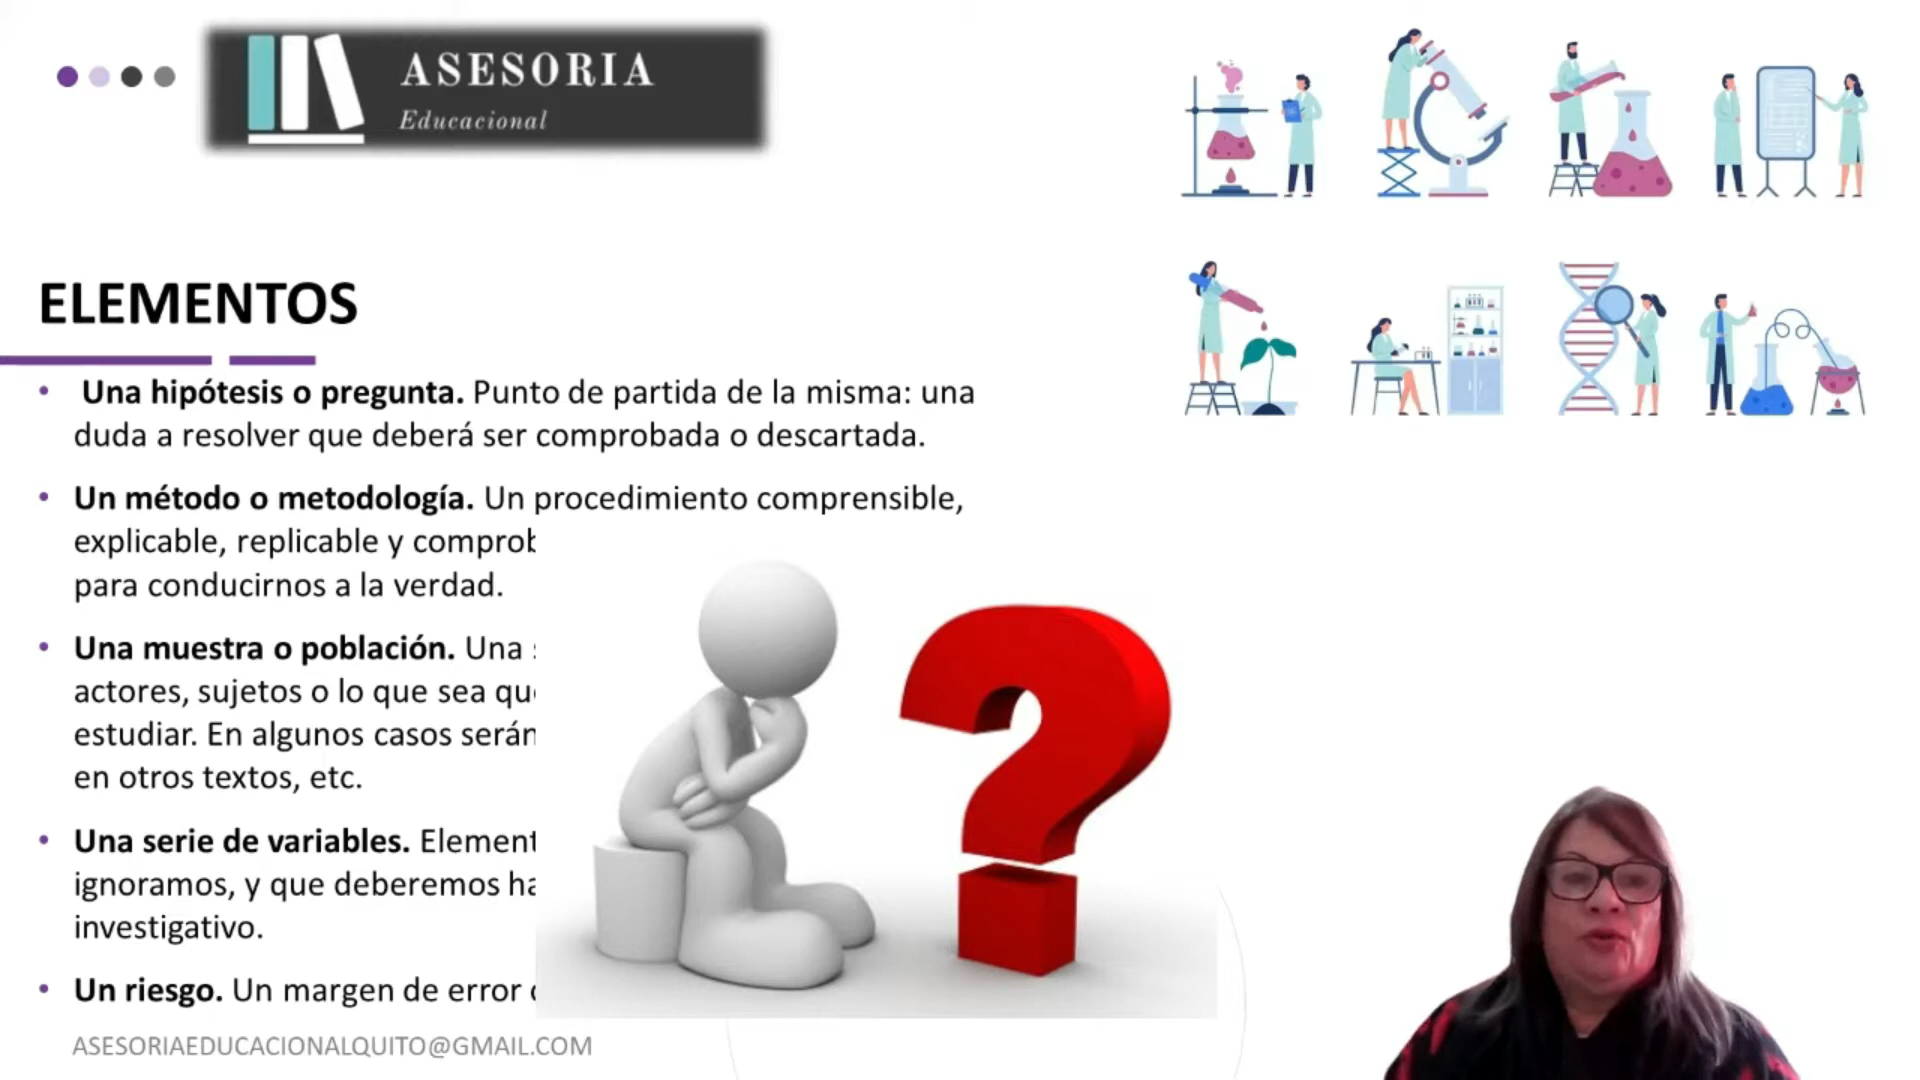 ASESORIA
Educacional
ELEMENTOS
• Una hipótesis o pregunta. Punto de partida de la misma: una
duda a resolver que deberá ser comprobada o descartada.
• Un método o metodología. Un procedimiento comprensible,
explicable, replicable y
para conducirnos a la verdad.
• Una muestra o población. Una
actores, sujetos o lo que sea
estudiar. En algunos casos serán
en otros textos, etc.
• Una serie de variables.
ignoramos, y que deberemos
investigativo.
• Un riesgo. Un margen de error
ASESORIAEDUCACIONALQUITO@GMAIL.COM